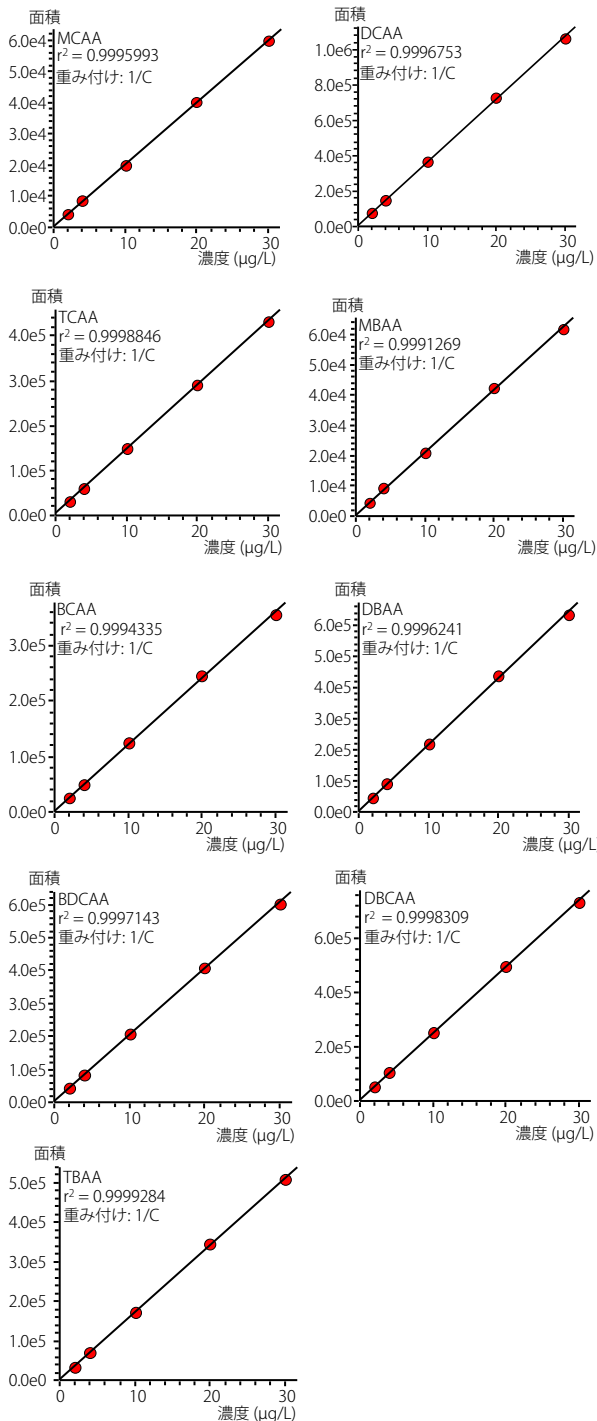 面積
MCAA
r² = 0.9995993
重み付け: 1/C
6.0e4
5.0e4
4.0e4
3.0e4
2.0e4
1.0e4
0.0e0
0 10 20 30
濃度 (µg/L)
面積
DCAA
r² = 0.9996753
重み付け: 1/C
1.0e6
8.0e5
6.0e5
4.0e5
2.0e5
0.0e0
0 10 20 30
濃度 (µg/L)
面積
TCAA
r² = 0.9998846
重み付け: 1/C
4.0e5
3.0e5
2.0e5
1.0e5
0.0e0
0 10 20 30
濃度 (µg/L)
面積
MBAA
r² = 0.9991269
重み付け: 1/C
6.0e4
5.0e4
4.0e4
3.0e4
2.0e4
1.0e4
0.0e0
0 10 20 30
濃度 (µg/L)
面積
BCAA
r² = 0.9994335
重み付け: 1/C
3.0e5
2.0e5
1.0e5
0.0e0
0 10 20 30
濃度 (µg/L)
面積
DBAA
r² = 0.9996241
重み付け: 1/C
6.0e5
5.0e5
4.0e5
3.0e5
2.0e5
1.0e5
0.0e0
0 10 20 30
濃度 (µg/L
面積
BDCAA
r² = 0.9997143
重み付け: 1/C
6.0e5
5.0e5
4.0e5
3.0e5
2.0e5
1.0e5
0.0e0
0 10 20 30
濃度 (µg/L)
面積
DBCAA
r² = 0.9998309
重み付け: 1/C
6.0e5
4.0e5
2.0e5
0.0e0
0 10 20 30
濃度 (µg/L)
面積
TBAA
r² = 0.9999284
重み付け: 1/C
5.0e5
4.0e5
3.0e5
2.0e5
1.0e5
0.0e0
0 10 20 30
濃度 (µg/L)